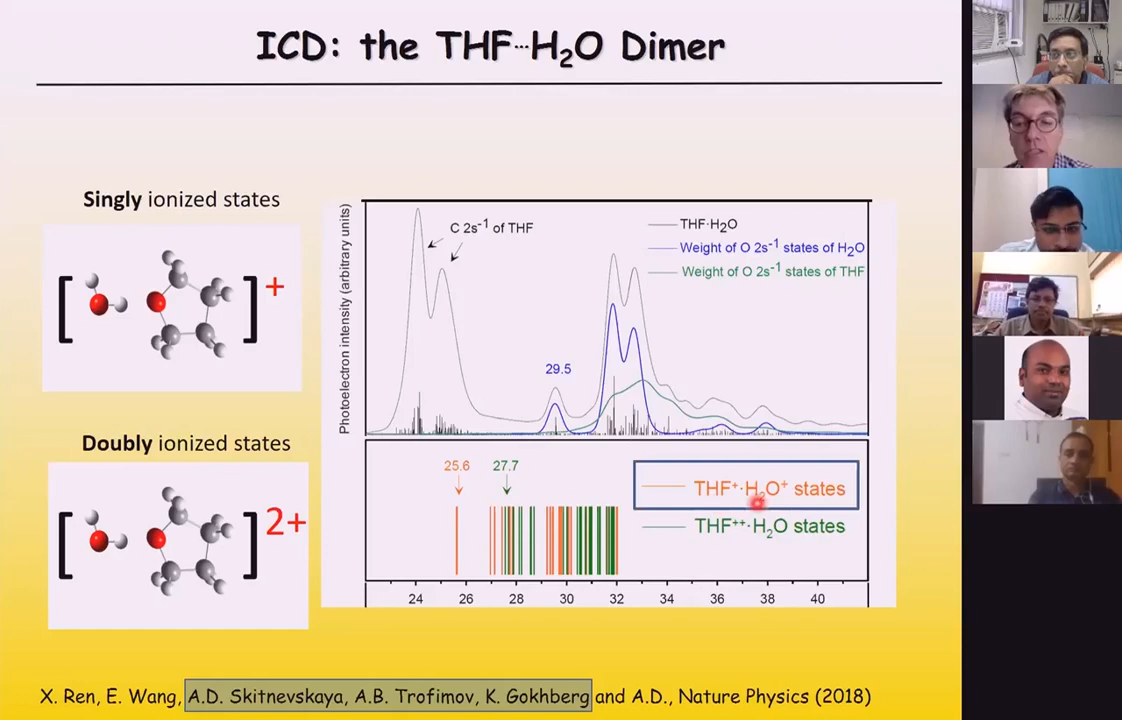 ICD: the THF···H₂O Dimer
Singly ionized states
[ ]+
Doubly ionized states
[ ]2+
Photoelectron intensity (arbitrary units)
C 2s⁻¹ of THF
THF·H₂O
Weight of O 2s⁻¹ states of H₂O
Weight of O 2s⁻¹ states of THF
29.5
25.6 27.7
THF⁺·H₂O⁺ states
THF⁺⁺·H₂O states
24 26 28 30 32 34 36 38 40
X. Ren, E. Wang, A.D. Skitnevskaya, A.B. Trofimov, K. Gokhberg and A.D., Nature Physics (2018)